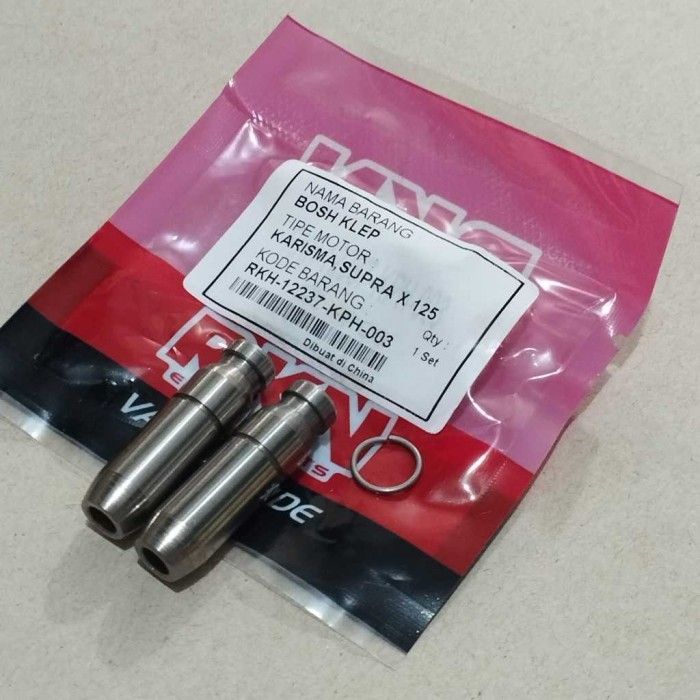 NAMA BARANG
BOSH KLEP
TIPE MOTOR
KARISMA,SUPRA X 125
KODE BARANG :
RKH-12237-KPH-003
Qty :
1 Set
Dibuat di China